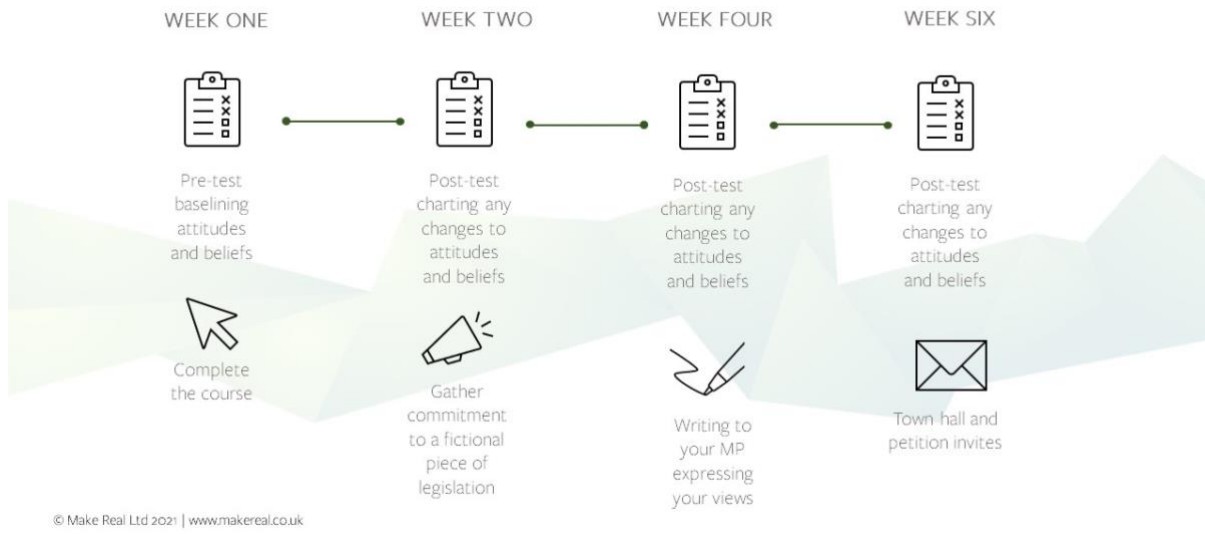 WEEK ONE
WEEK TWO
WEEK FOUR
WEEK SIX
Pre-test
baselining
attitudes
and beliefs
Post-test
charting any
changes to
attitudes
and beliefs
Post-test
charting any
changes to
attitudes
and beliefs
Post-test
charting any
changes to
attitudes
and beliefs
Complete
the course
Gather
commitment
to a fictional
piece of
legislation
Writing to
your MP
expressing
your views
Town hall and
petition invites
© Make Real Ltd 2021 | www.makereal.co.uk